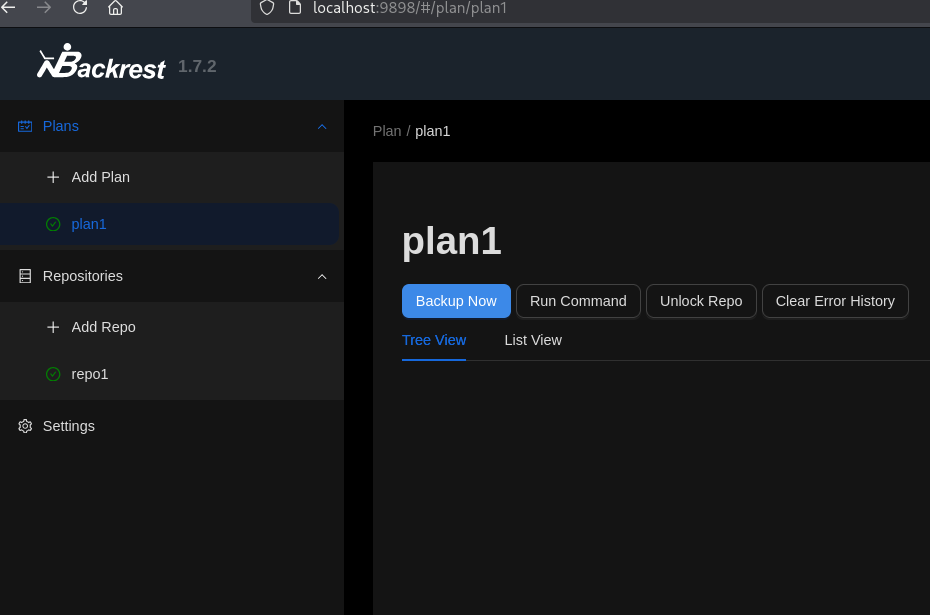 localhost:9898/#/plan/plan1
Backrest 1.7.2
Plans
Add Plan
plan1
Repositories
Add Repo
repo1
Settings
Plan / plan1
plan1
Backup Now Run Command Unlock Repo Clear Error History
Tree View List View